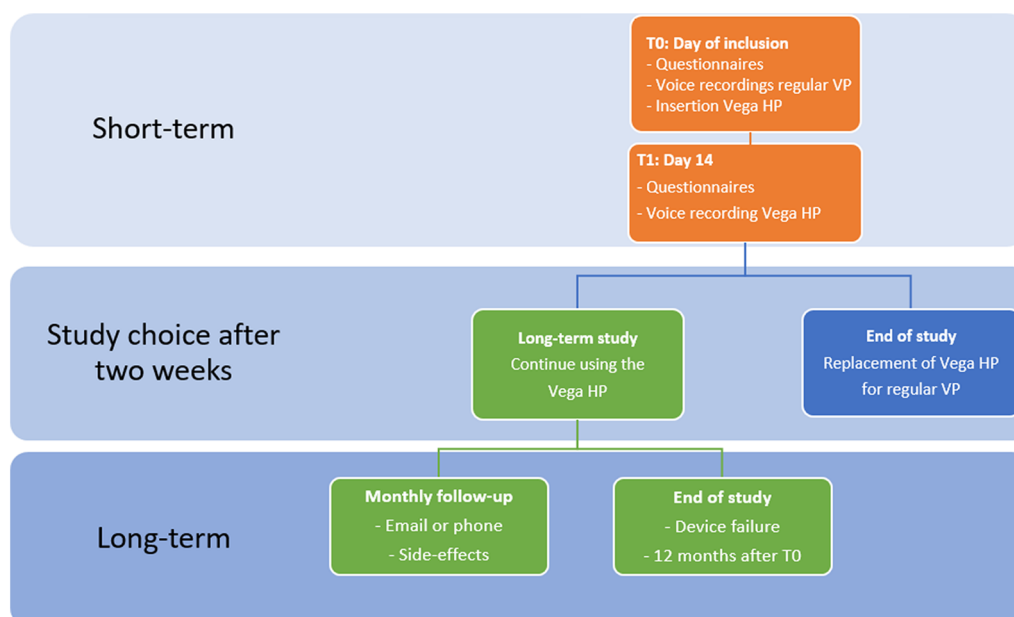 Short-term
T0: Day of inclusion
- Questionnaires
- Voice recordings regular VP
- Insertion Vega HP
T1: Day 14
- Questionnaires
- Voice recording Vega HP
Study choice after
two weeks
Long-term study
Continue using the
Vega HP
End of study
Replacement of Vega HP
for regular VP
Long-term
Monthly follow-up
- Email or phone
- Side-effects
End of study
- Device failure
- 12 months after T0